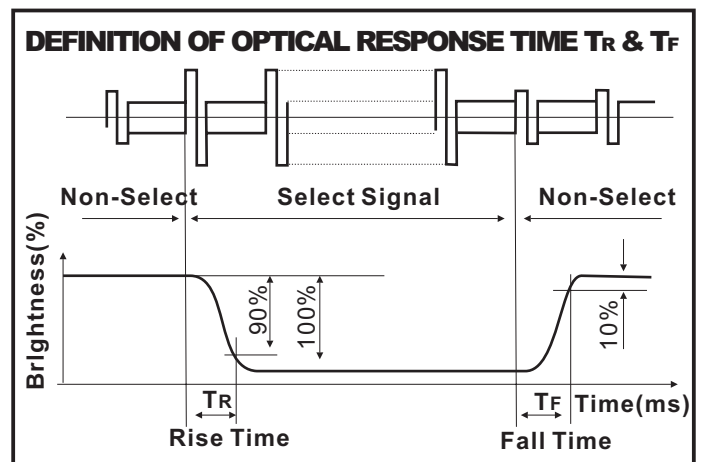 DEFINITION OF OPTICAL RESPONSE TIME TR & TF
Non-Select Select Signal Non-Select
Brightness(%)
90%
100%
10%
TR TF Time(ms)
Rise Time Fall Time